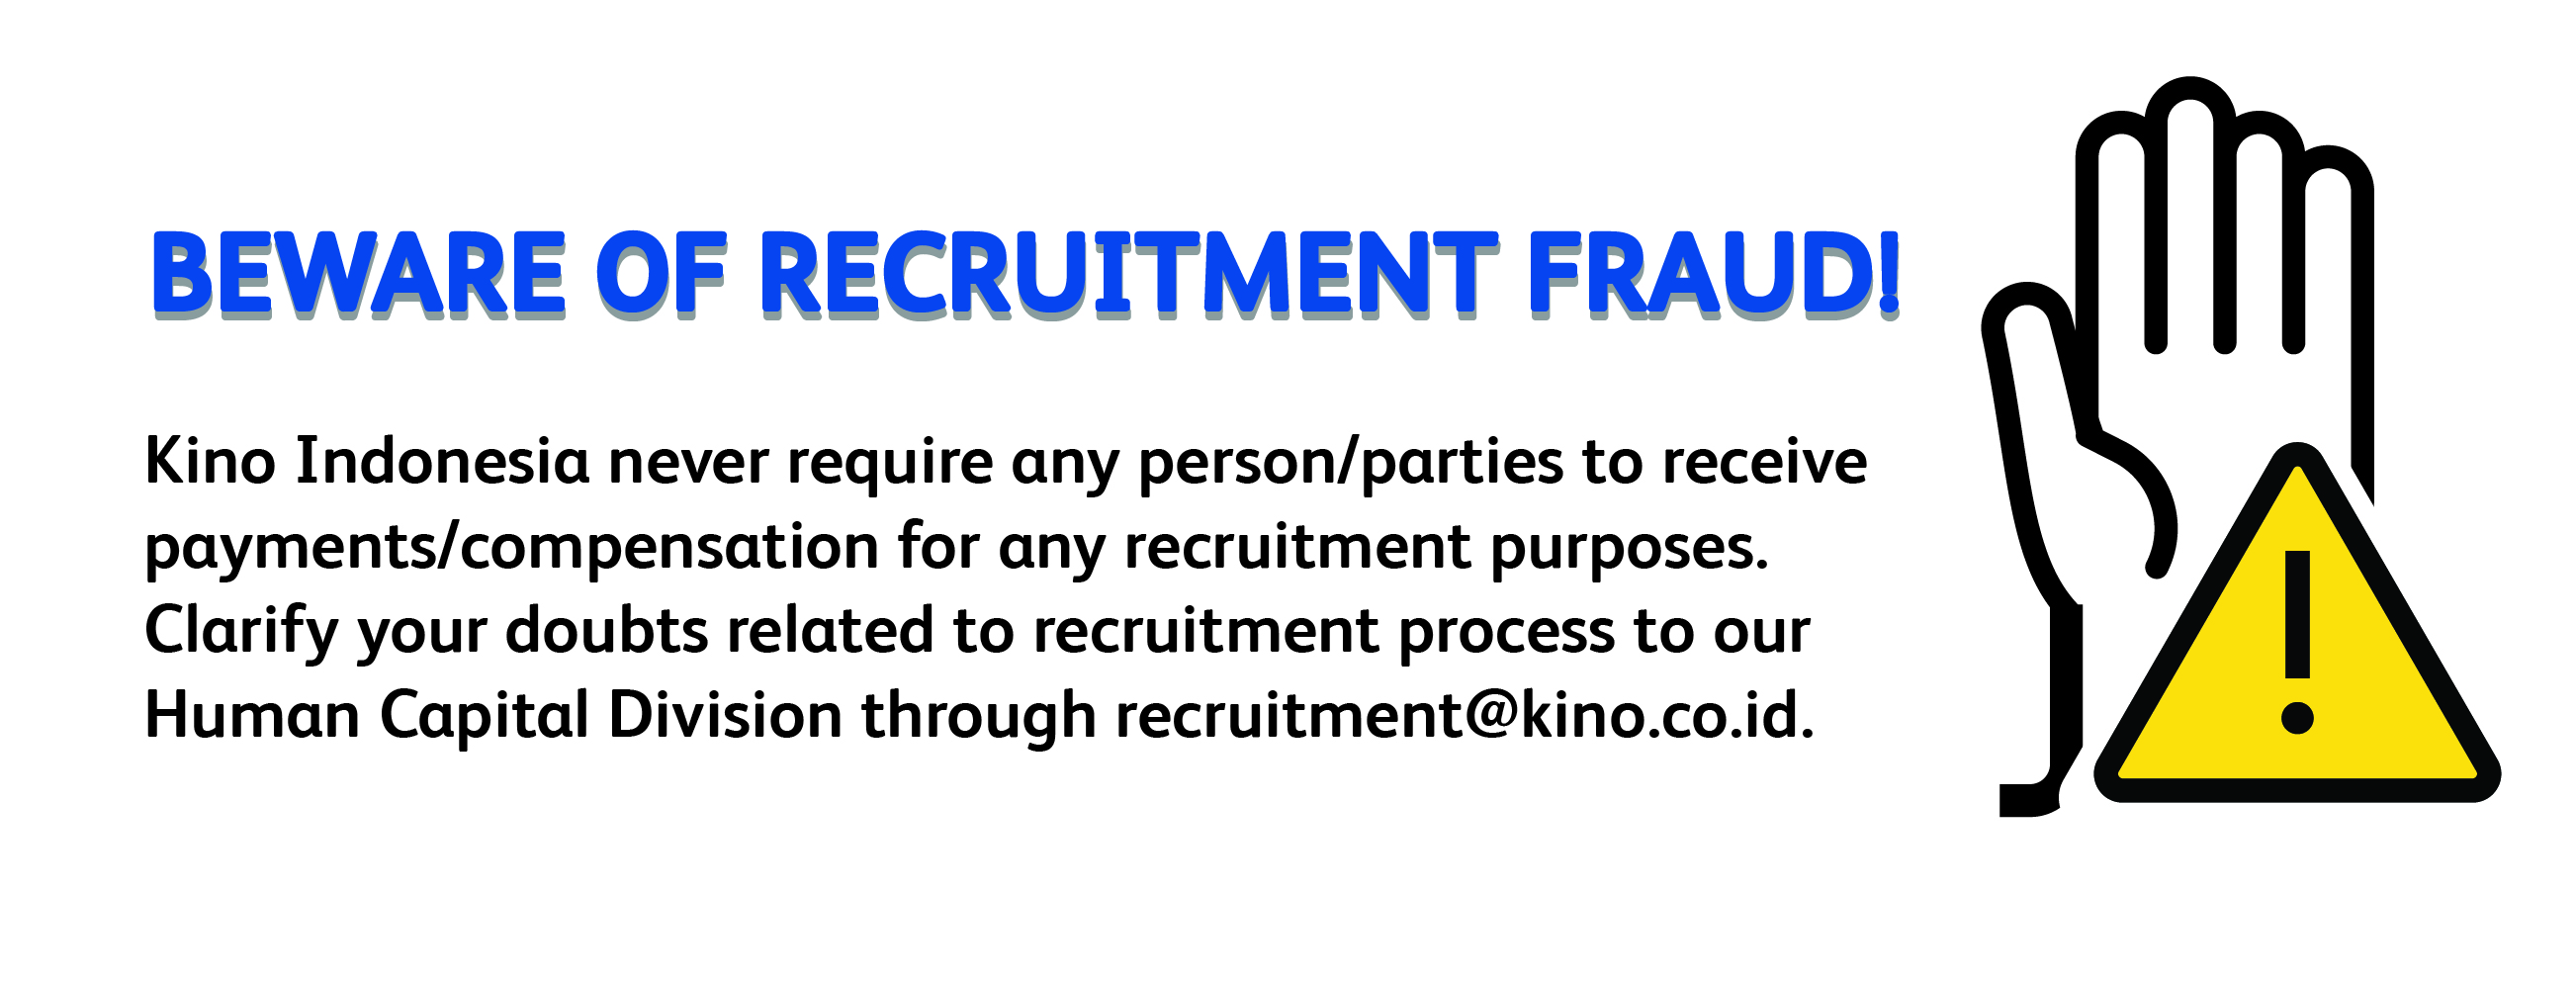 BEWARE OF RECRUITMENT FRAUD!
Kino Indonesia never require any person/parties to receive
payments/compensation for any recruitment purposes.
Clarify your doubts related to recruitment process to our
Human Capital Division through recruitment@kino.co.id.